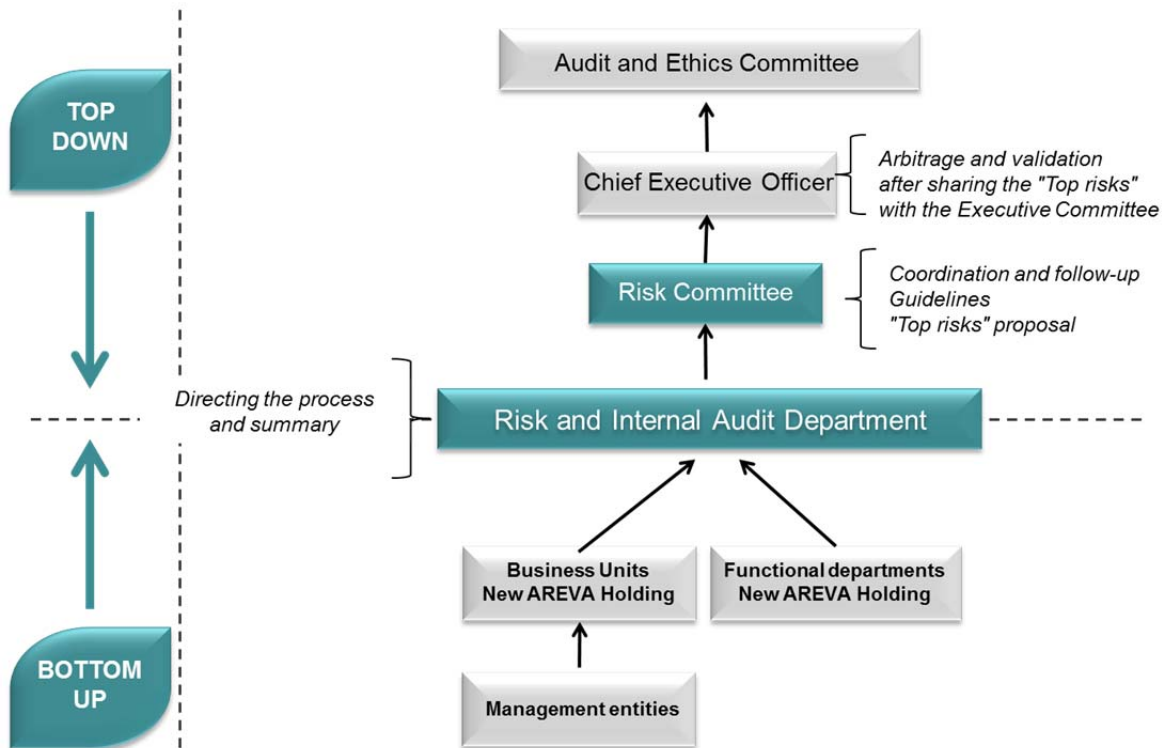 Audit and Ethics Committee
TOP
DOWN
Chief Executive Officer
Arbitrage and validation
after sharing the "Top risks"
with the Executive Committee
Risk Committee
Coordination and follow-up
Guidelines
"Top risks" proposal
Directing the process
and summary
Risk and Internal Audit Department
Business Units
New AREVA Holding
Functional departments
New AREVA Holding
BOTTOM
UP
Management entities